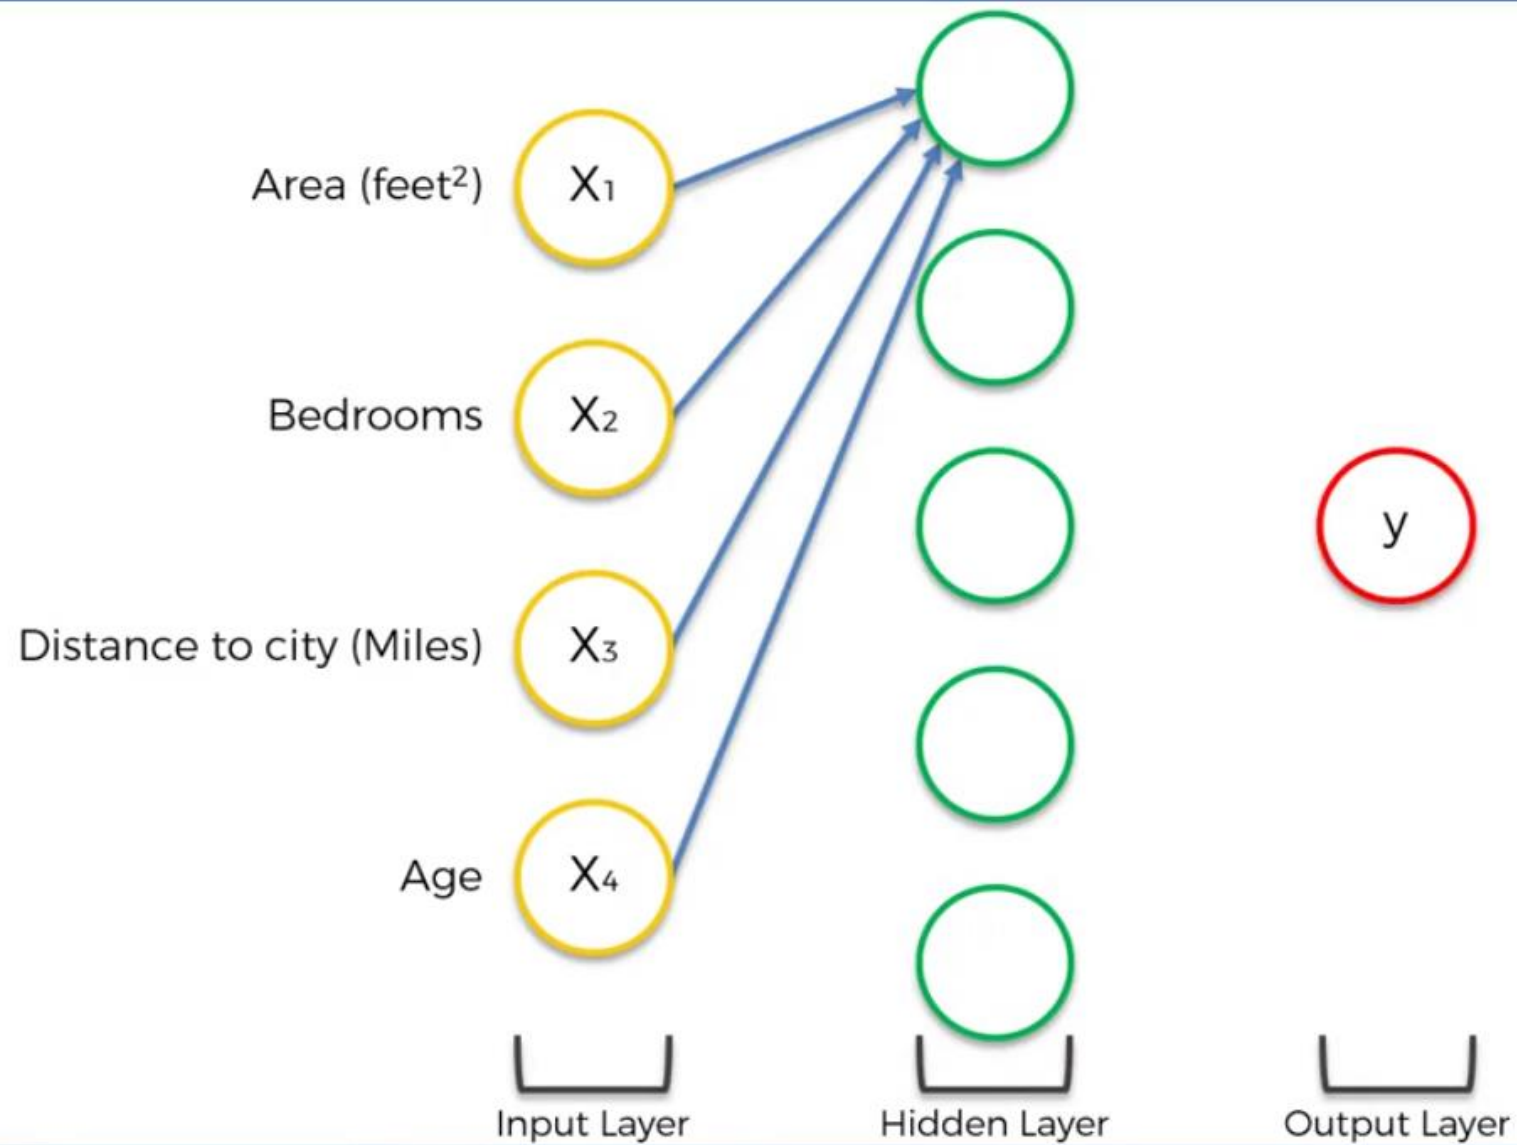 Area (feet²)
X₁
Bedrooms
X₂
y
Distance to city (Miles)
X₃
Age
X₄
Input Layer
Hidden Layer
Output Layer